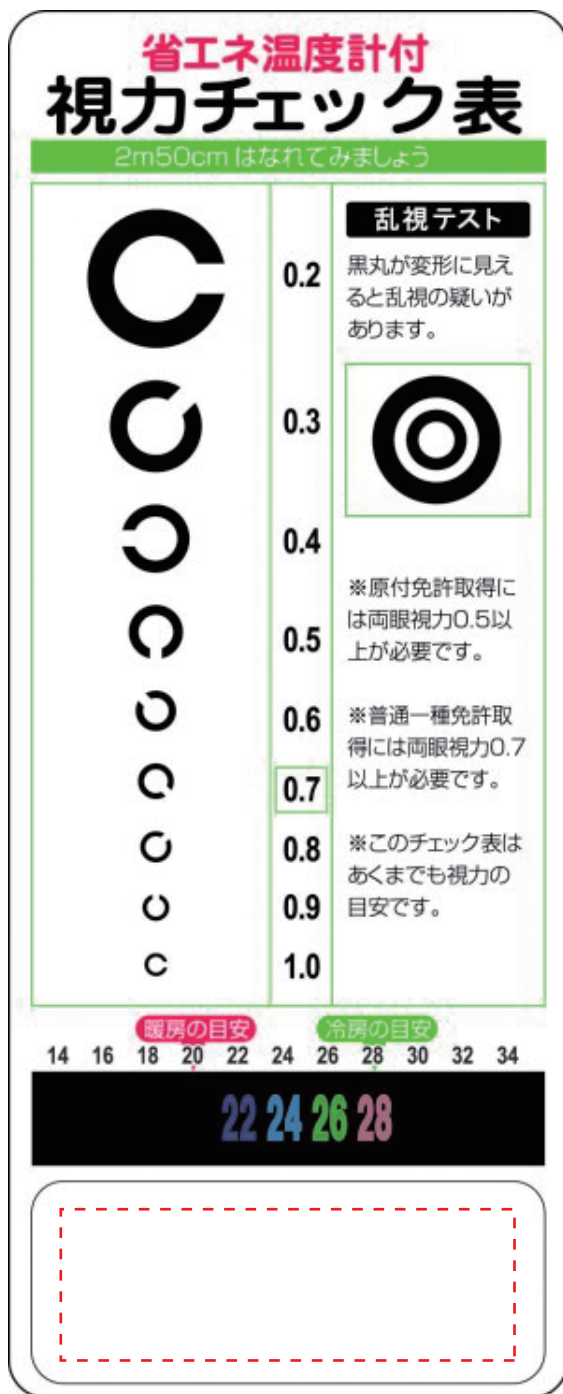 省エネ温度計付
視力チェック表
2m50cm はなれてみましょう
0.2
0.3
0.4
0.5
0.6
0.7
0.8
0.9
1.0
乱視テスト
黒丸が変形に見え
ると乱視の疑いが
あります。
※原付免許取得に
は両眼視力0.5以
上が必要です。
※普通一種免許取
得には両眼視力0.7
以上が必要です。
※このチェック表は
あくまでも視力の
目安です。
暖房の目安 冷房の目安
14 16 18 20 22 24 26 28 30 32 34
22 24 26 28